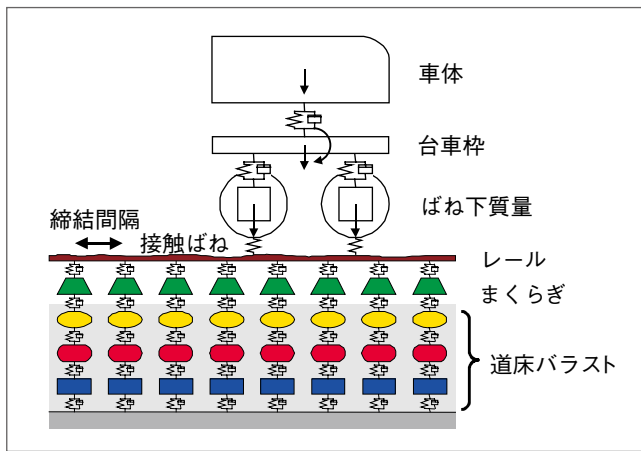 車体
台車枠
ばね下質量
締結間隔
接触ばね
レール
まくらぎ
道床バラスト